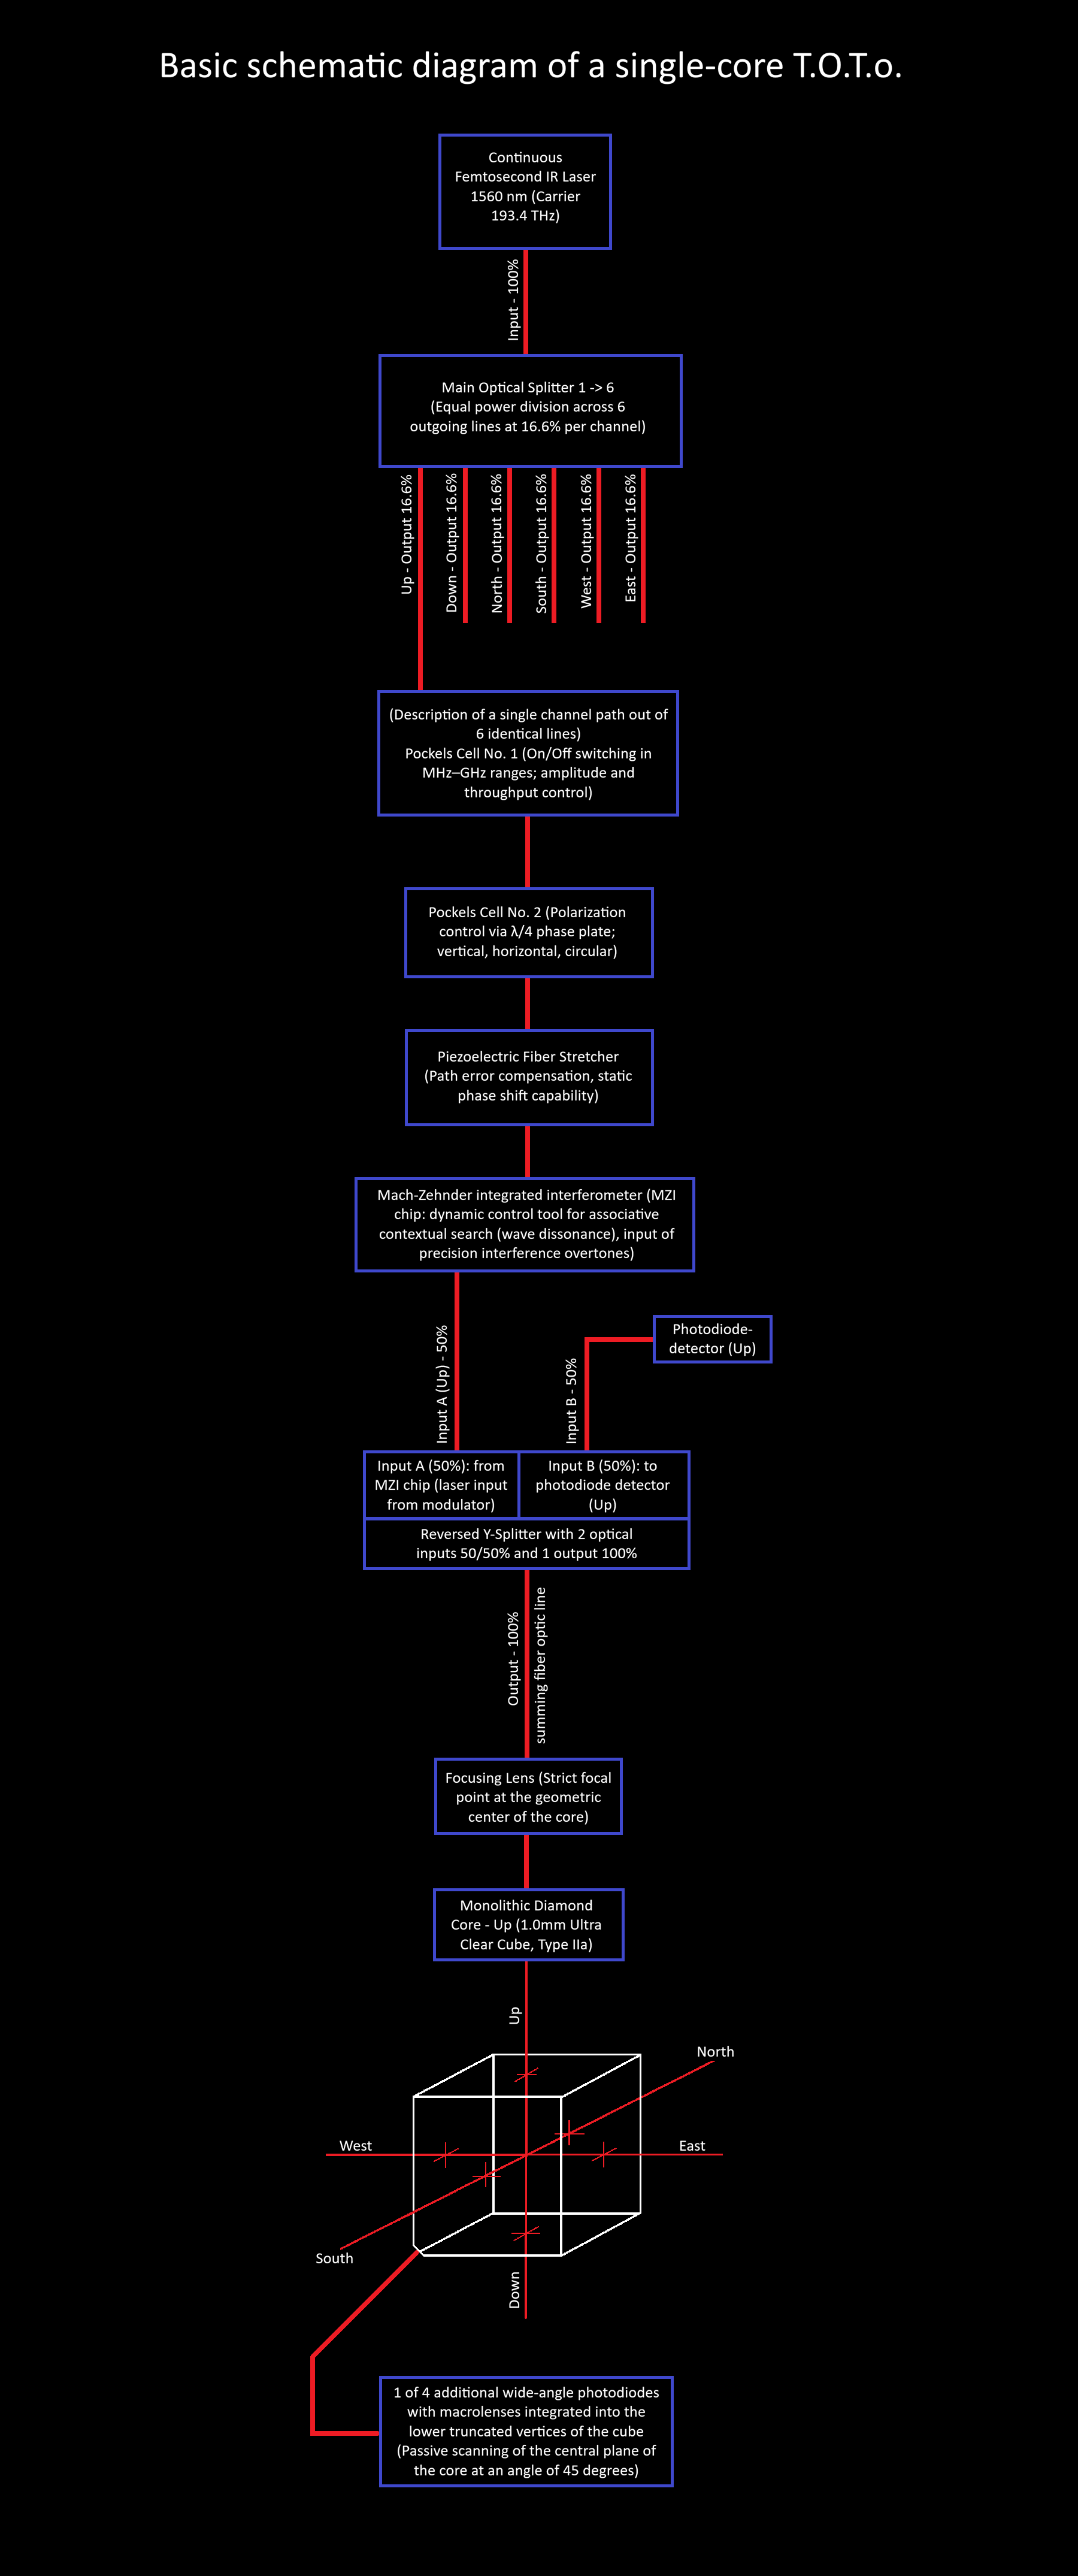 Basic schematic diagram of a single-core T.O.T.o.
Continuous
Femtosecond IR Laser
1560 nm (Carrier
193.4 THz)
Input - 100%
Main Optical Splitter 1 -> 6
(Equal power division across 6
outgoing lines at 16.6% per channel)
Up - Output 16.6%
Down - Output 16.6%
North - Output 16.6%
South - Output 16.6%
West - Output 16.6%
East - Output 16.6%
(Description of a single channel path out of
6 identical lines)
Pockels Cell No. 1 (On/Off switching in
MHz–GHz ranges; amplitude and
throughput control)
Pockels Cell No. 2 (Polarization
control via λ/4 phase plate;
vertical, horizontal, circular)
Piezoelectric Fiber Stretcher
(Path error compensation, static
phase shift capability)
Mach-Zehnder integrated interferometer (MZI
chip: dynamic control tool for associative
contextual search (wave dissonance), input of
precision interference overtones)
Input A (Up) - 50%
Input B - 50%
Photodiode-
detector (Up)
Input A (50%): from
MZI chip (laser input
from modulator)
Input B (50%): to
photodiode detector
(Up)
Reversed Y-Splitter with 2 optical
inputs 50/50% and 1 output 100%
Output - 100%
summing fiber optic line
Focusing Lens (Strict focal
point at the geometric
center of the core)
Monolithic Diamond
Core - Up (1.0mm Ultra
Clear Cube, Type IIa)
Up
North
West
East
South
Down
1 of 4 additional wide-angle photodiodes
with macrolenses integrated into the
lower truncated vertices of the cube
(Passive scanning of the central plane of
the core at an angle of 45 degrees)